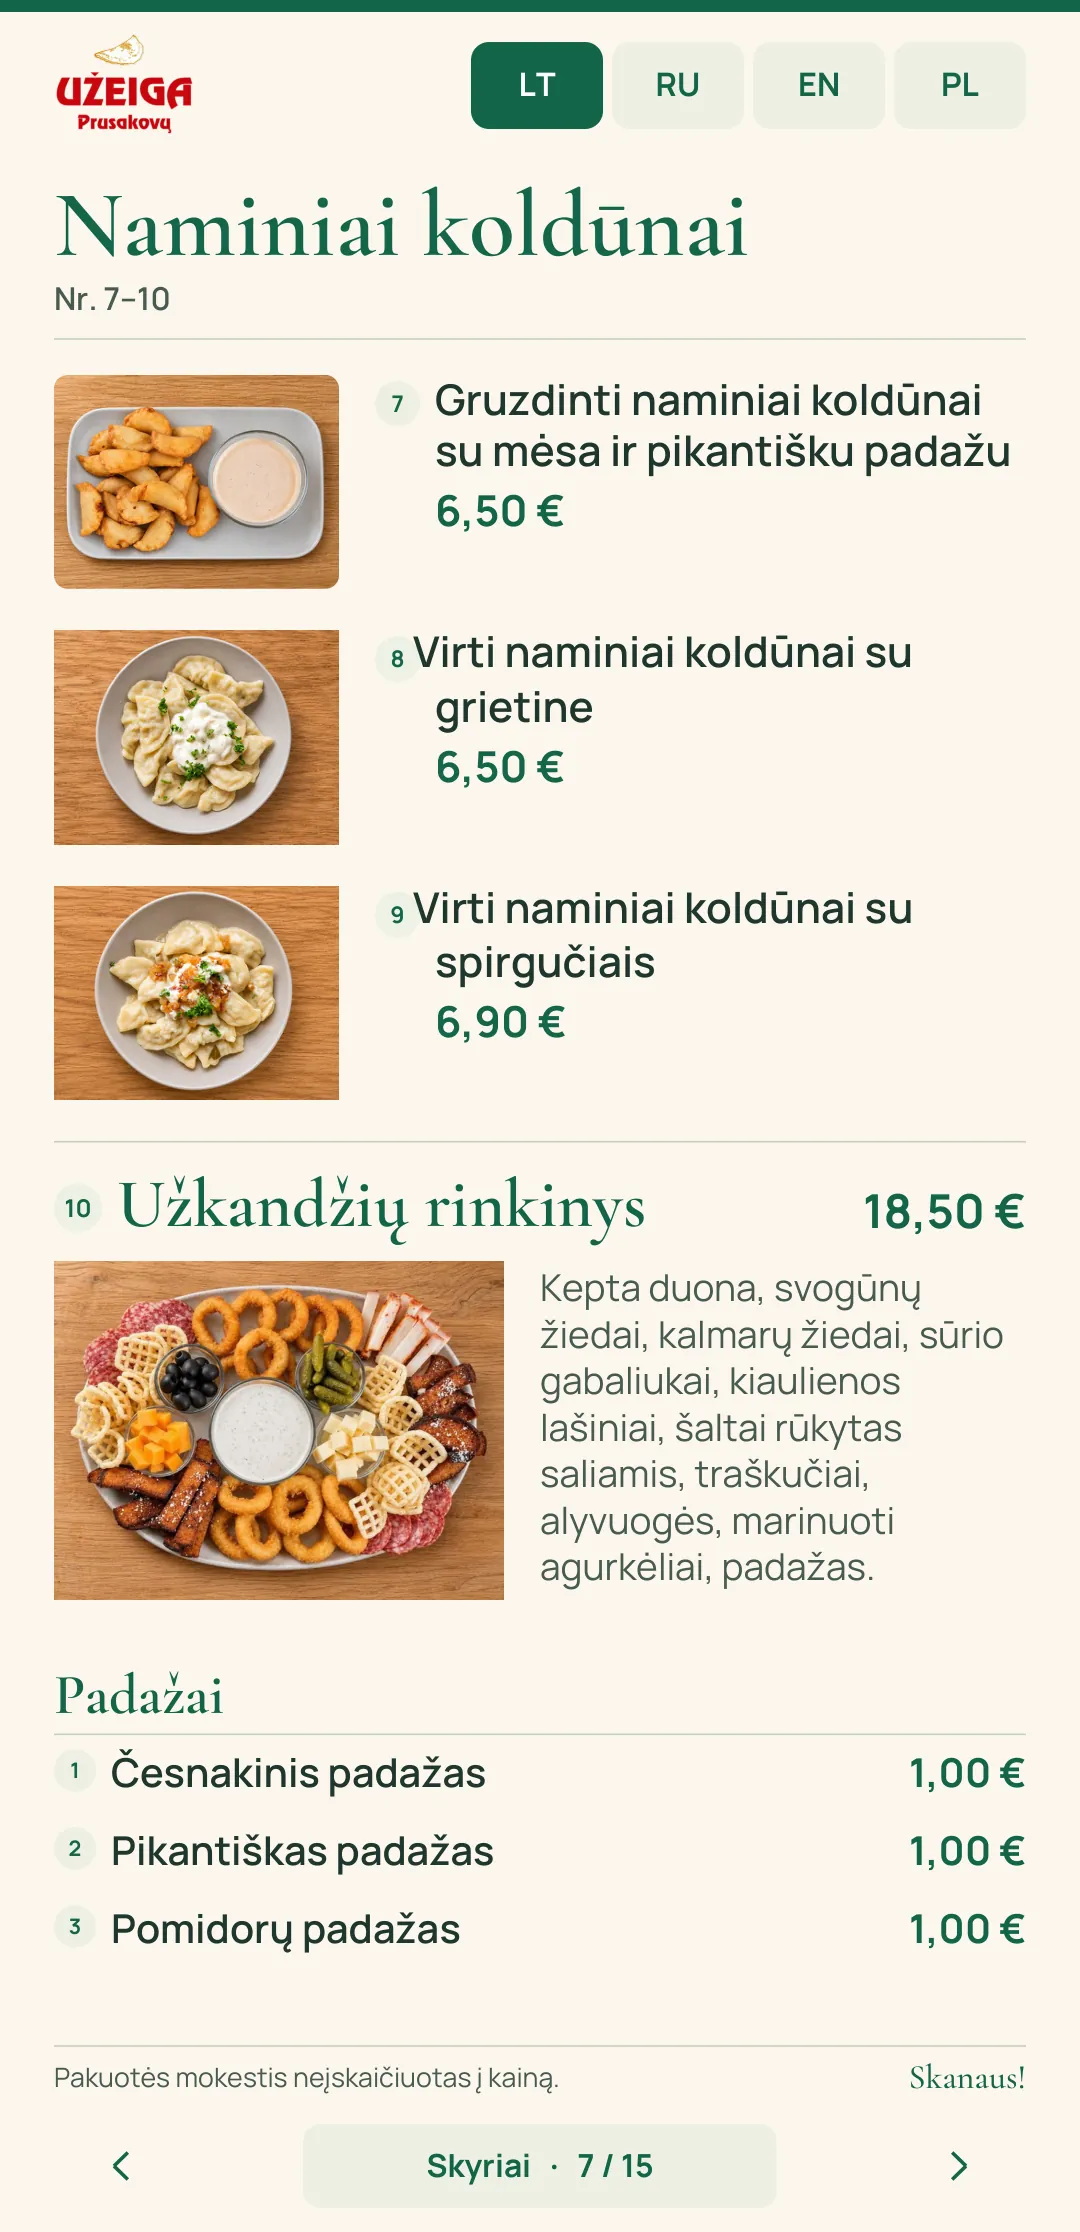 UŽEIGA
Prusakovų
LT
RU
EN
PL
Naminiai koldūnai
Nr. 7–10
7 Gruzdinti naminiai koldūnai
su mėsa ir pikantišku padažu
6,50 €
8 Virti naminiai koldūnai su
grietine
6,50 €
9 Virti naminiai koldūnai su
spirgučiais
6,90 €
10 Užkandžių rinkinys 18,50 €
Kepta duona, svogūnų
žiedai, kalmarų žiedai, sūrio
gabaliukai, kiaulienos
lašiniai, šaltai rūkytas
saliamis, traškučiai,
alyvuogės, marinuoti
agurkėliai, padažas.
Padažai
1 Česnakinis padažas 1,00 €
2 Pikantiškas padažas 1,00 €
3 Pomidorų padažas 1,00 €
Pakuotės mokestis neįskaičiuotas į kainą. Skanaus!
Skyriai · 7 / 15